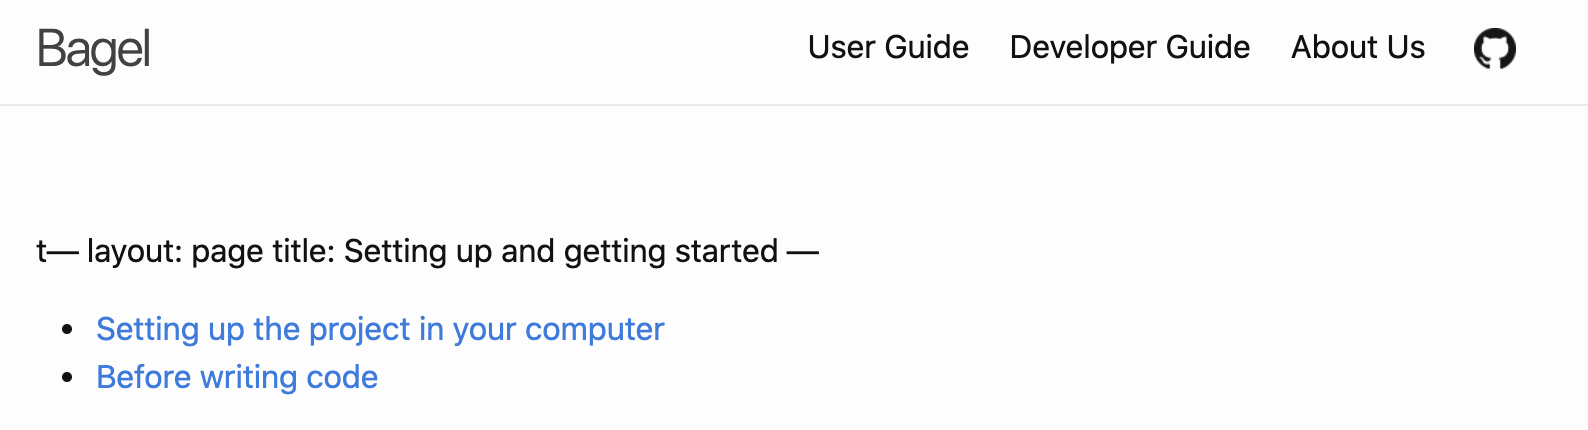 Bagel
User Guide Developer Guide About Us
t— layout: page title: Setting up and getting started —
• Setting up the project in your computer
• Before writing code